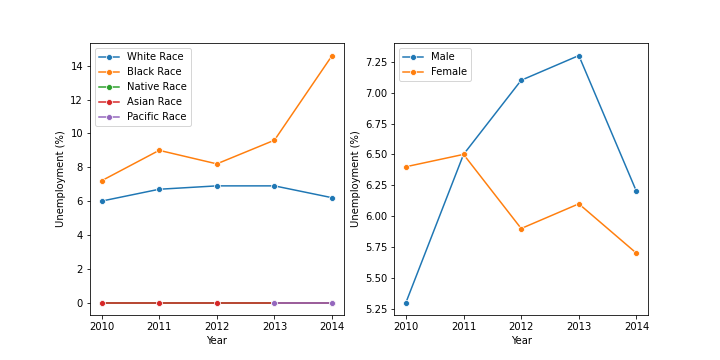 White Race
Black Race
Native Race
Asian Race
Pacific Race
14
12
10
8
6
4
2
0
Unemployment (%)
2010 2011 2012 2013 2014
Year
Male
Female
7.25
7.00
6.75
6.50
6.25
6.00
5.75
5.50
5.25
Unemployment (%)
2010 2011 2012 2013 2014
Year